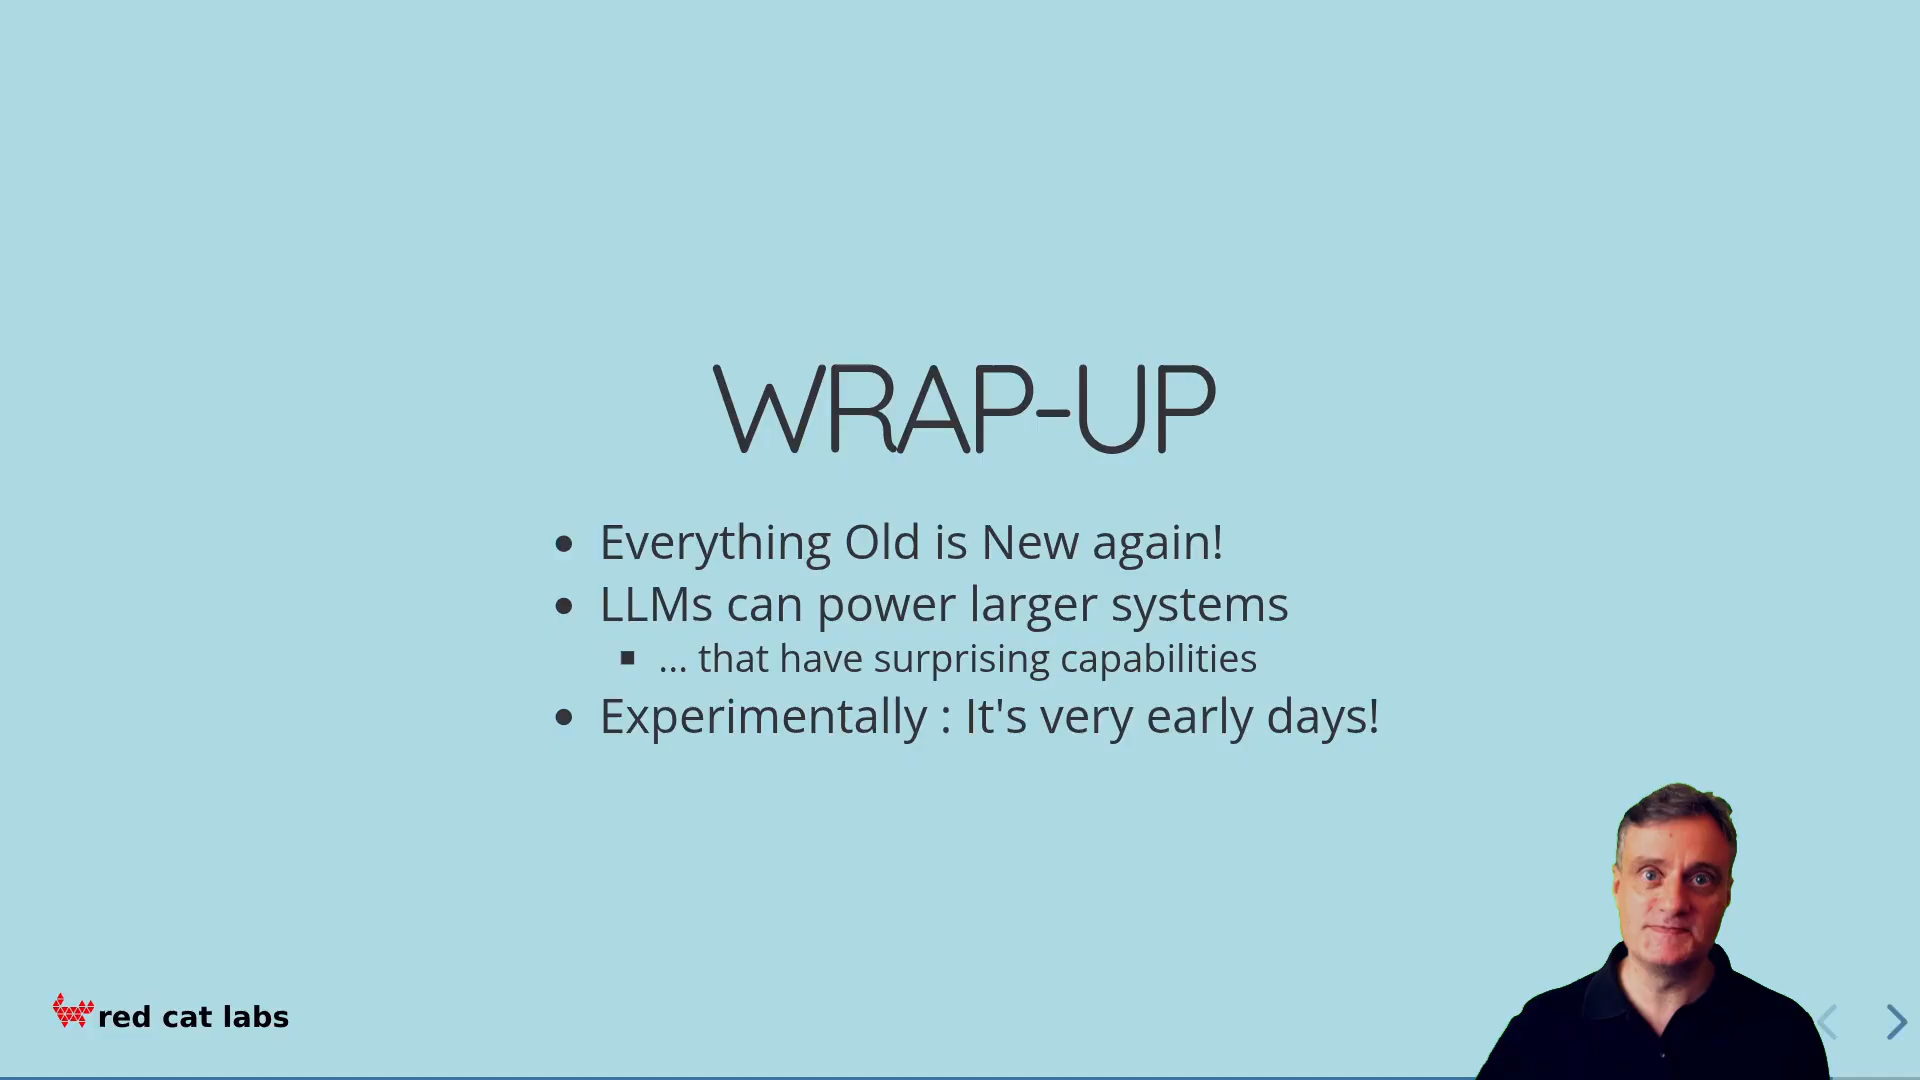 WRAP-UP
Everything Old is New again!
LLMs can power larger systems
... that have surprising capabilities
Experimentally : It's very early days!
red cat labs